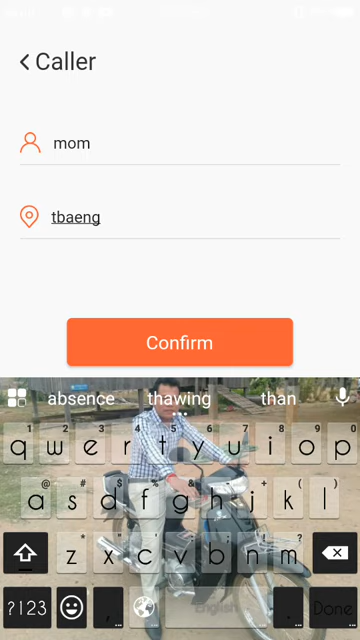 Caller
mom
tbaeng
Confirm
absence thawing than
1 2 3 4 5 6 7 8 9 0
q w e r t y u i o p
@ # $ % & - + ( )
a s d f g h j k l
* " ' : ; ! ?
z x c v b n m
?123 , English . Done